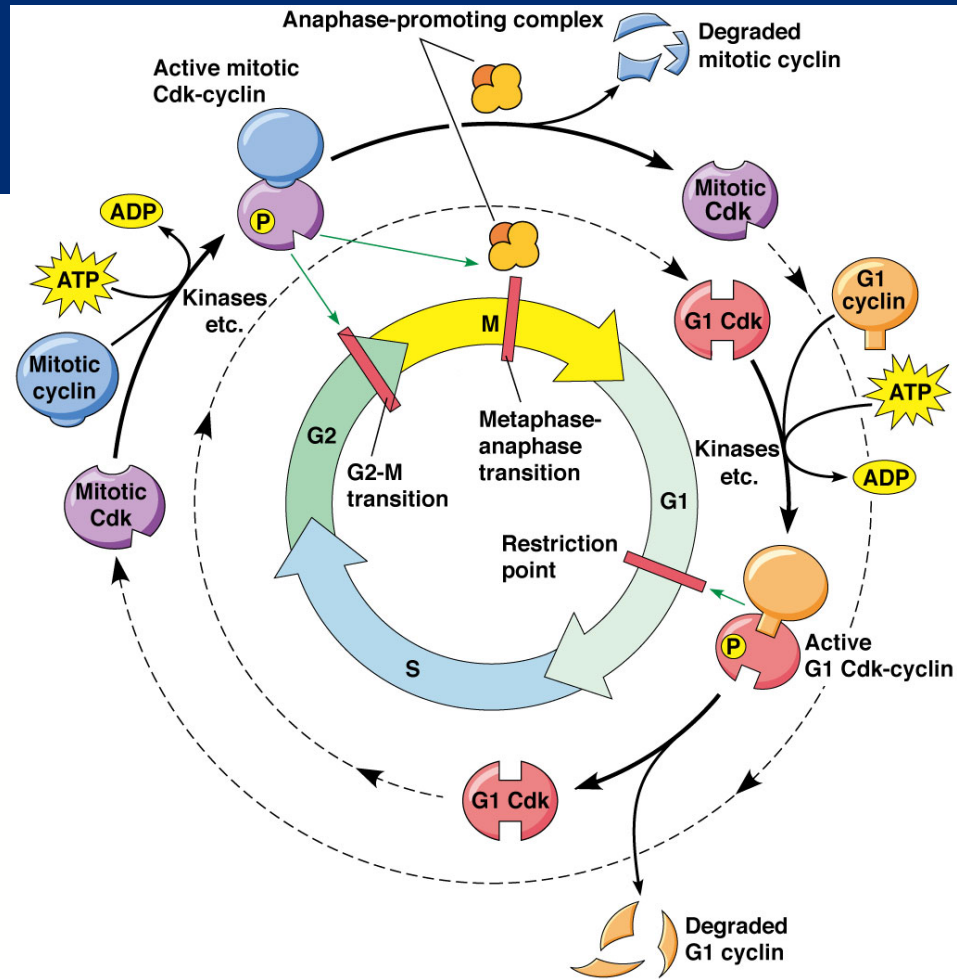 Anaphase-promoting complex
Degraded
mitotic cyclin
Active mitotic
Cdk-cyclin
P
ADP
ATP
Kinases
etc.
Mitotic
cyclin
Mitotic
Cdk
Mitotic
Cdk
G1
cyclin
G1 Cdk
ATP
ADP
Kinases
etc.
M
G2
G1
S
Metaphase-
anaphase
transition
G2-M
transition
Restriction
point
P
Active
G1 Cdk-cyclin
G1 Cdk
Degraded
G1 cyclin